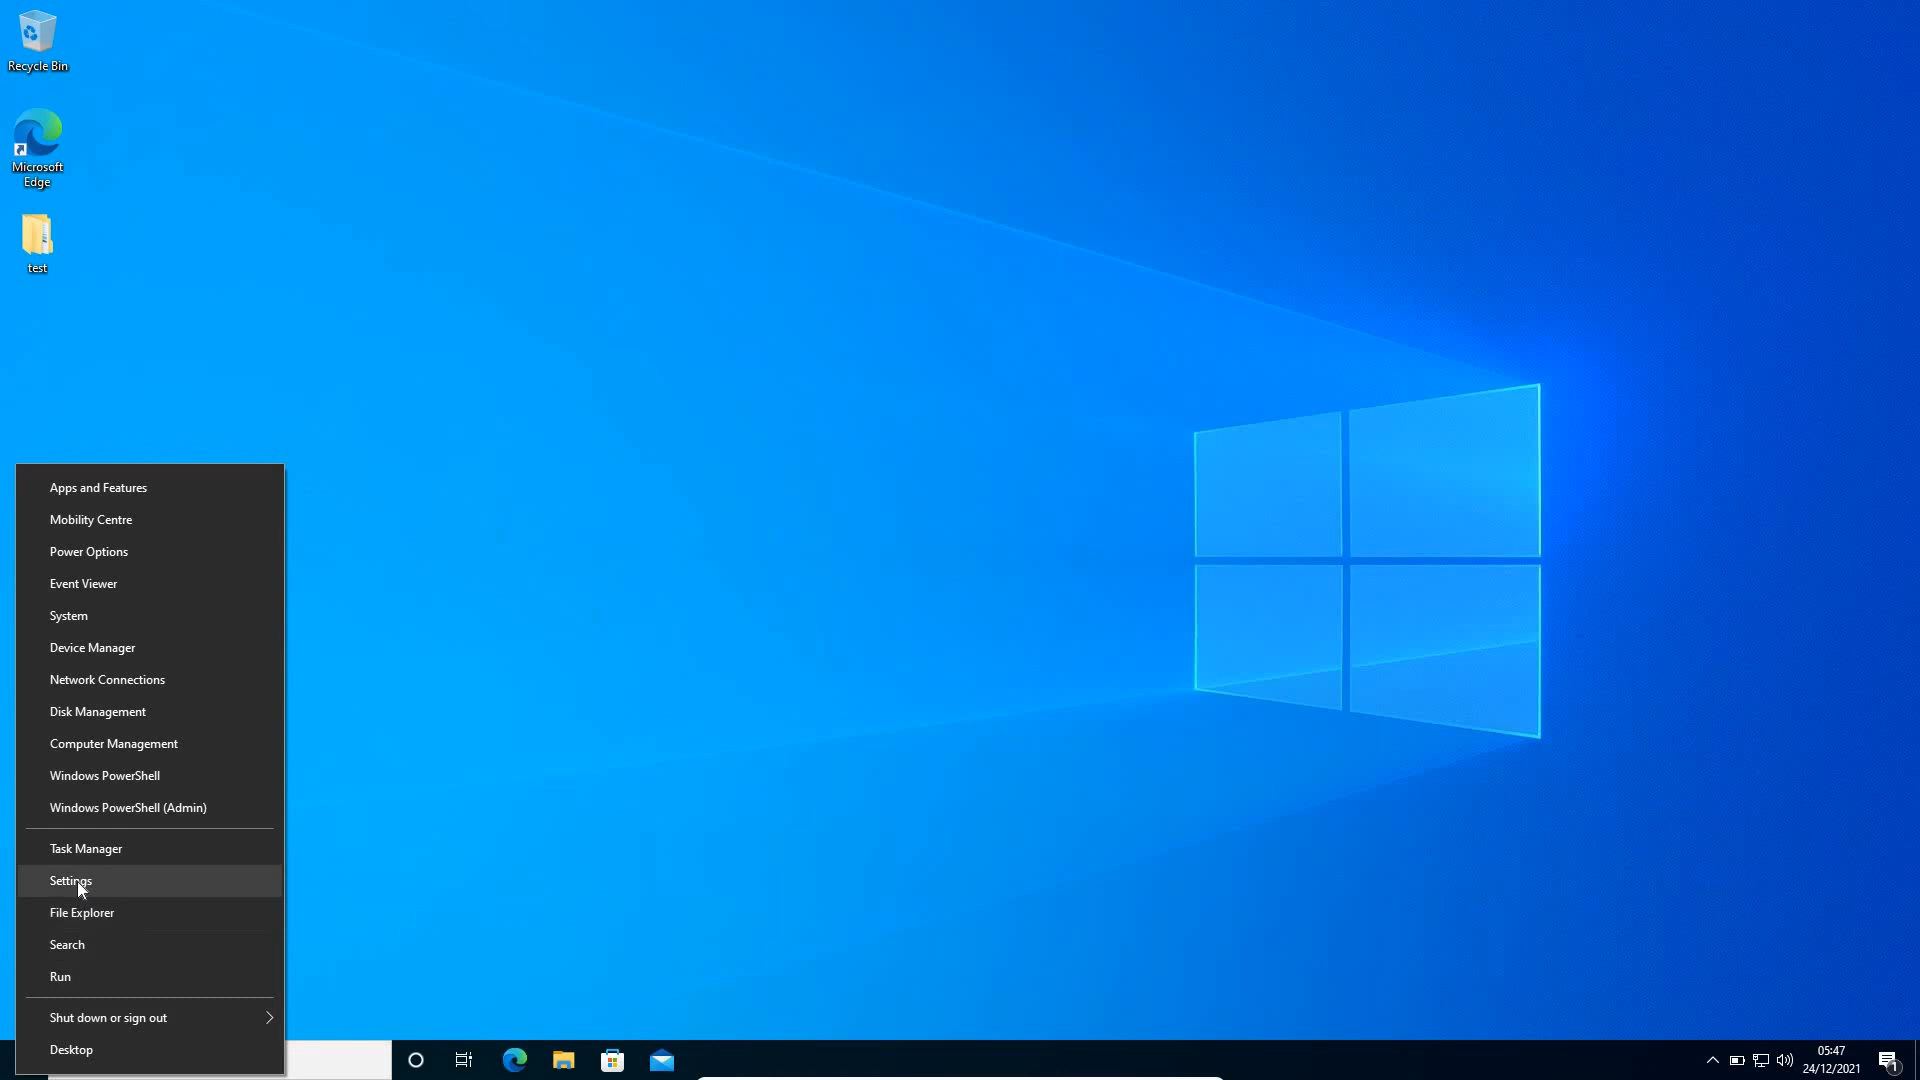 Recycle Bin
Microsoft
Edge
test
Apps and Features
Mobility Centre
Power Options
Event Viewer
System
Device Manager
Network Connections
Disk Management
Computer Management
Windows PowerShell
Windows PowerShell (Admin)
Task Manager
Settings
File Explorer
Search
Run
Shut down or sign out
Desktop
05:47
24/12/2021
1